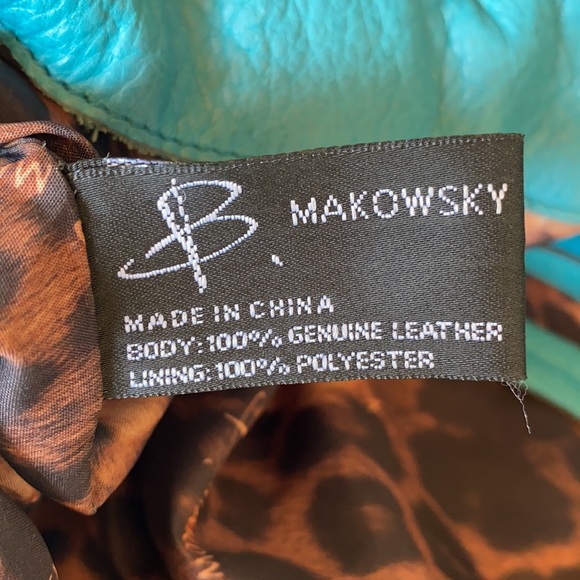 B. MAKOWSKY
MADE IN CHINA
BODY: 100% GENUINE LEATHER
LINING: 100% POLYESTER